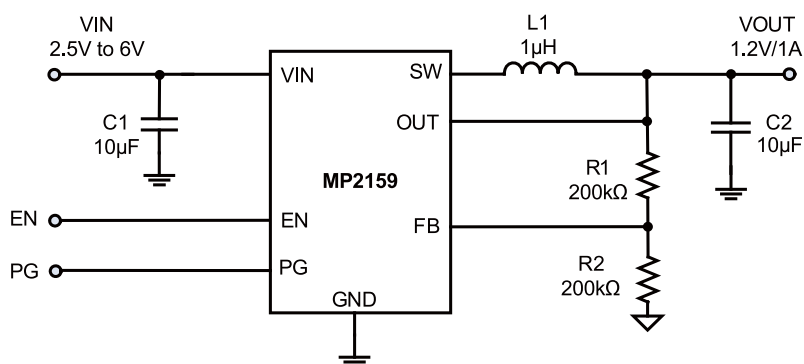 VIN
2.5V to 6V
L1
1µH
VOUT
1.2V/1A
VIN
SW
OUT
C1
10µF
C2
10µF
MP2159
R1
200kΩ
EN
EN
FB
PG
PG
R2
200kΩ
GND